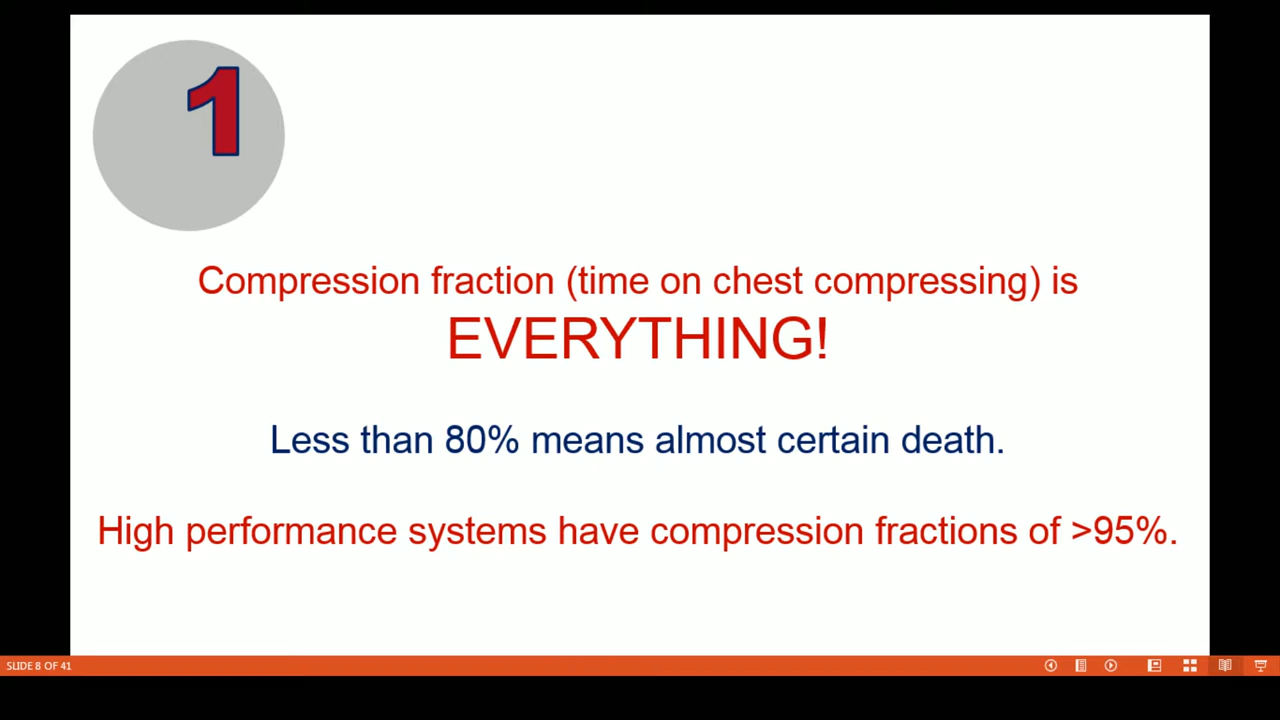 1
Compression fraction (time on chest compressing) is
EVERYTHING!
Less than 80% means almost certain death.
High performance systems have compression fractions of >95%.
SLIDE 8 OF 41